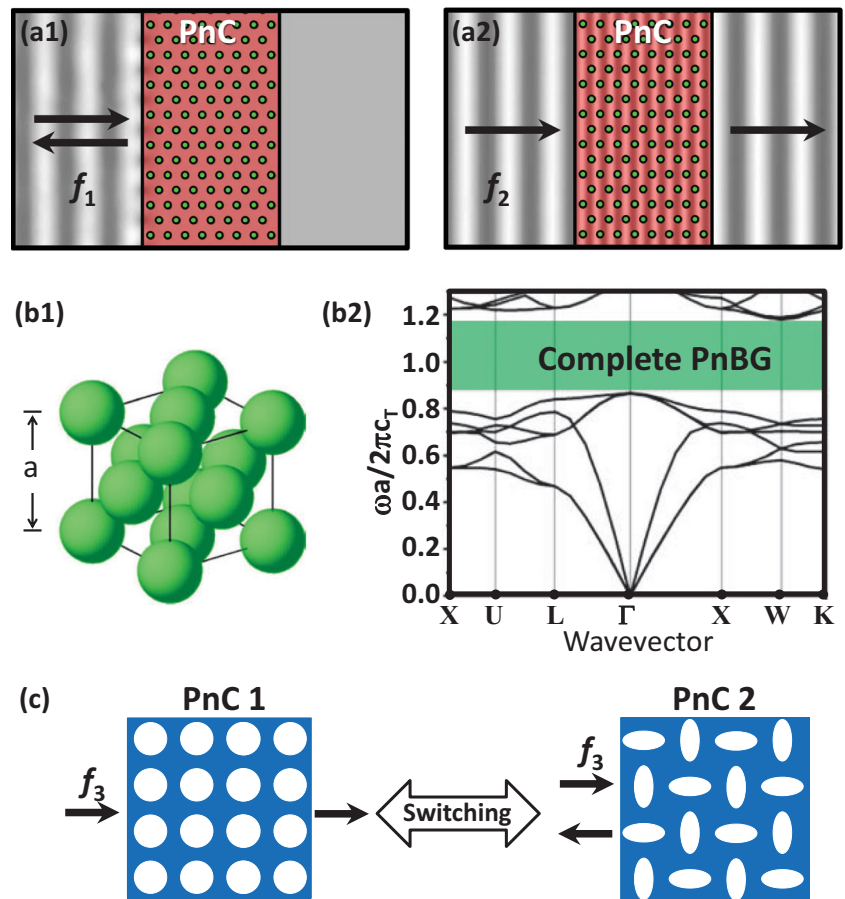 (a1) PnC
f1
(a2) PnC
f2
(b1)
a
(b2)
ωa/2πcT
1.2
1.0
0.8
0.6
0.4
0.2
0.0
Complete PnBG
X U L Γ X W K
Wavevector
(c)
PnC 1
f3
Switching
PnC 2
f3